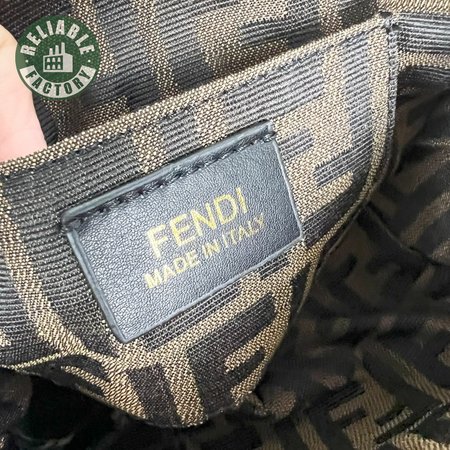 RELIABLE
FACTORY
FENDI
MADE IN ITALY